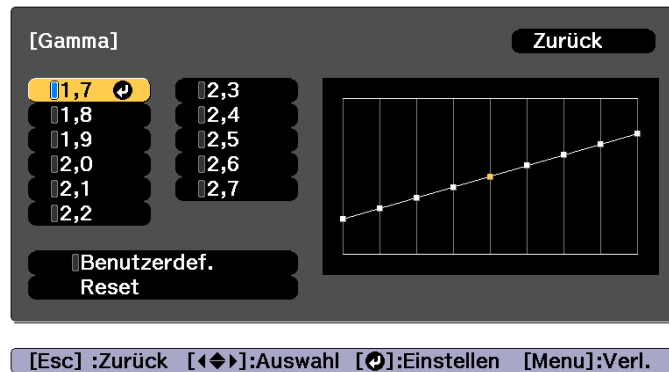 [Gamma] Zurück
1,7 2,3
1,8 2,4
1,9 2,5
2,0 2,6
2,1 2,7
2,2
Benutzerdef.
Reset
[Esc] :Zurück [◀◆▶]:Auswahl [↵]:Einstellen [Menu]:Verl.